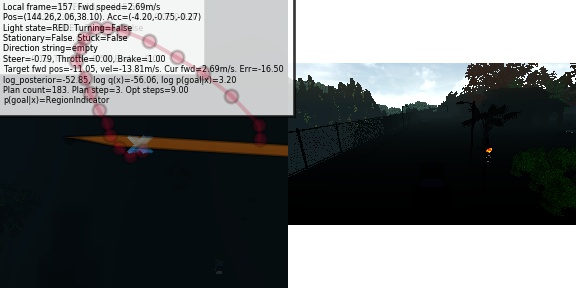 Local frame=157: Fwd speed=2.69m/s
Pos=(144.26,2.06,38.10). Acc=(-4.20,-0.75,-0.27)
Light state=RED. Turning=False
Stationary=False. Stuck=False
Direction string=empty
Steer=-0.79, Throttle=0.00, Brake=1.00
Target fwd pos=-11.05, vel=-13.81m/s. Cur fwd=2.69m/s. Err=-16.50
log_posterior=-52.85, log q(x)=-56.06, log p(goal|x)=3.20
Plan count=183. Plan step=3. Opt steps=9.00
p(goal|x)=RegionIndicator